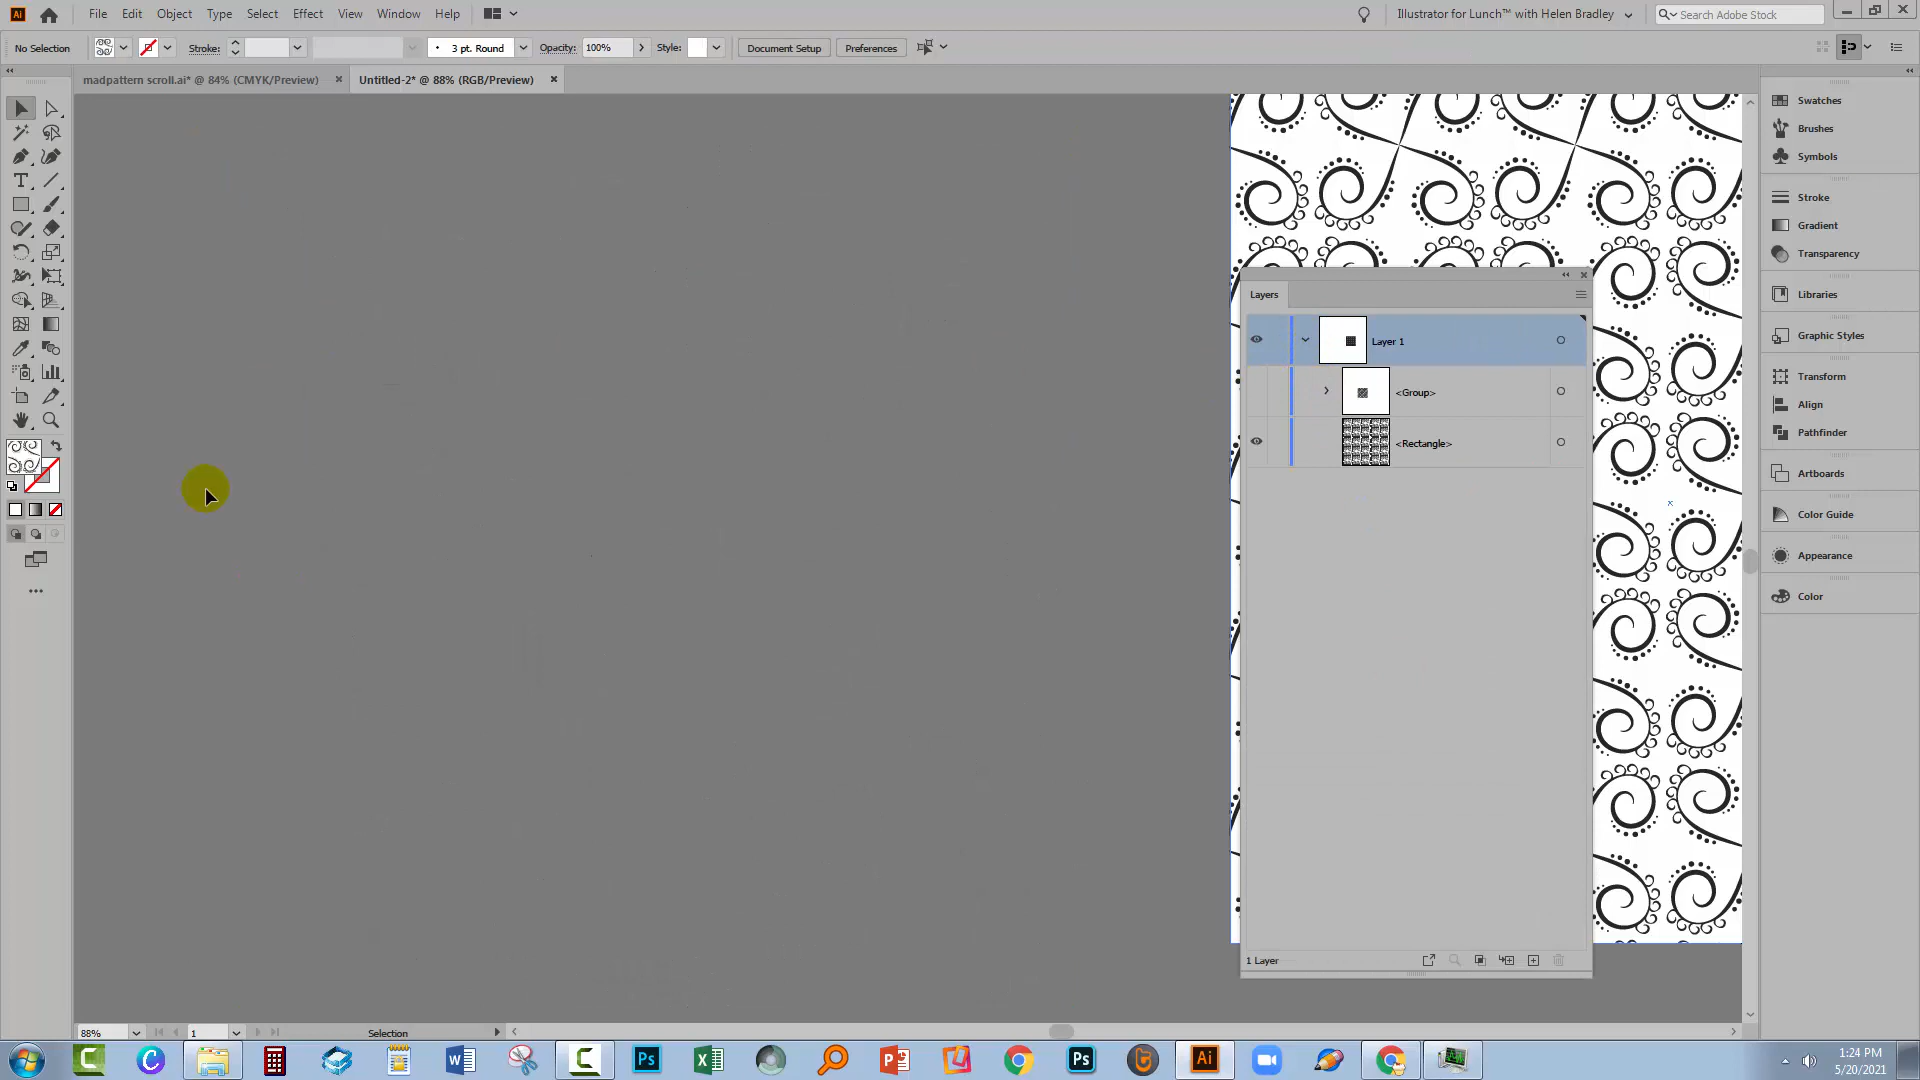 Ai File Edit Object Type Select Effect View Window Help Illustrator for Lunch™ with Helen Bradley Search Adobe Stock
No Selection Stroke: 3 pt. Round Opacity: 100% Style: Document Setup Preferences
madpattern scroll.ai* @ 84% (CMYK/Preview) Untitled-2* @ 88% (RGB/Preview)
Swatches
Brushes
Symbols
Stroke
Gradient
Transparency
Libraries
Graphic Styles
Transform
Align
Pathfinder
Artboards
Color Guide
Appearance
Color
Layers
Layer 1
<Group>
<Rectangle>
1 Layer
88% 1 Selection
1:24 PM
5/20/2021